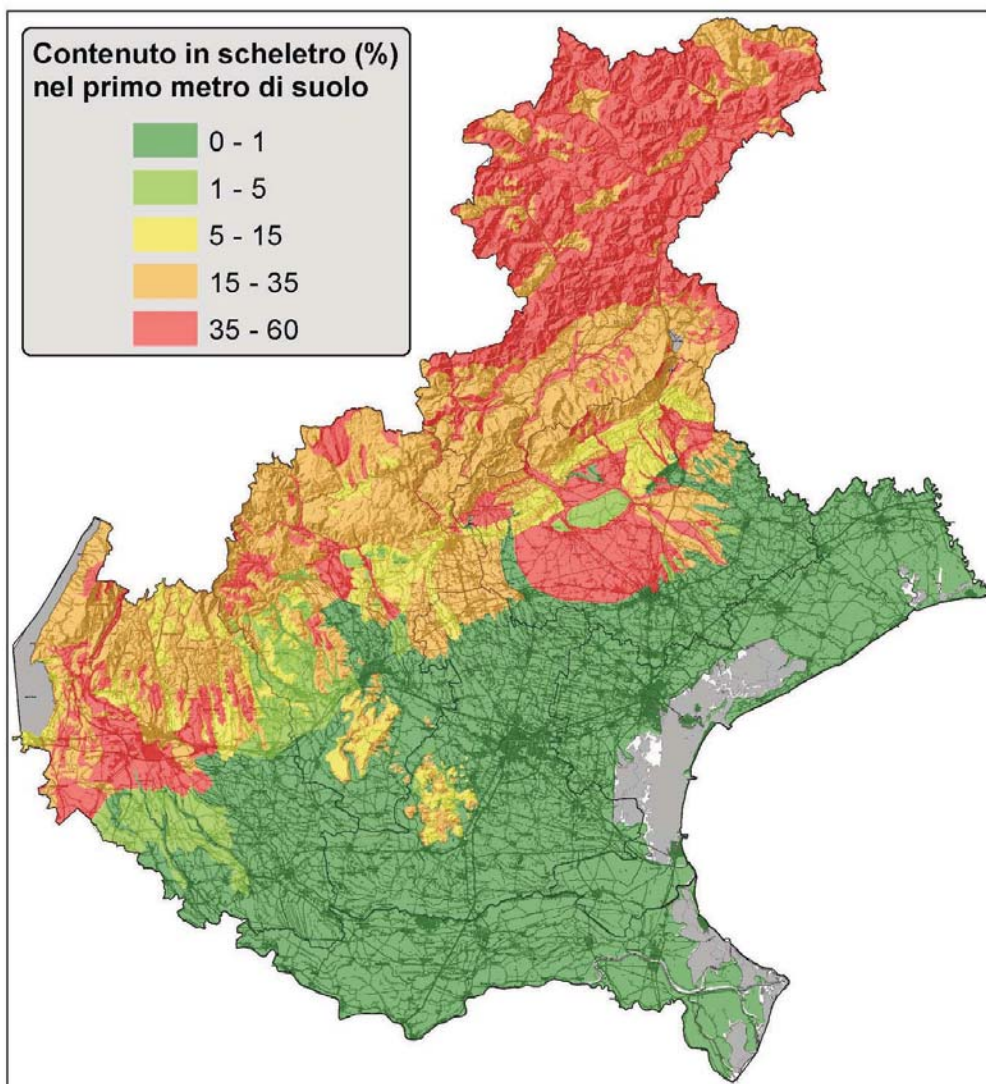 Contenuto in scheletro (%)
nel primo metro di suolo
0 - 1
1 - 5
5 - 15
15 - 35
35 - 60